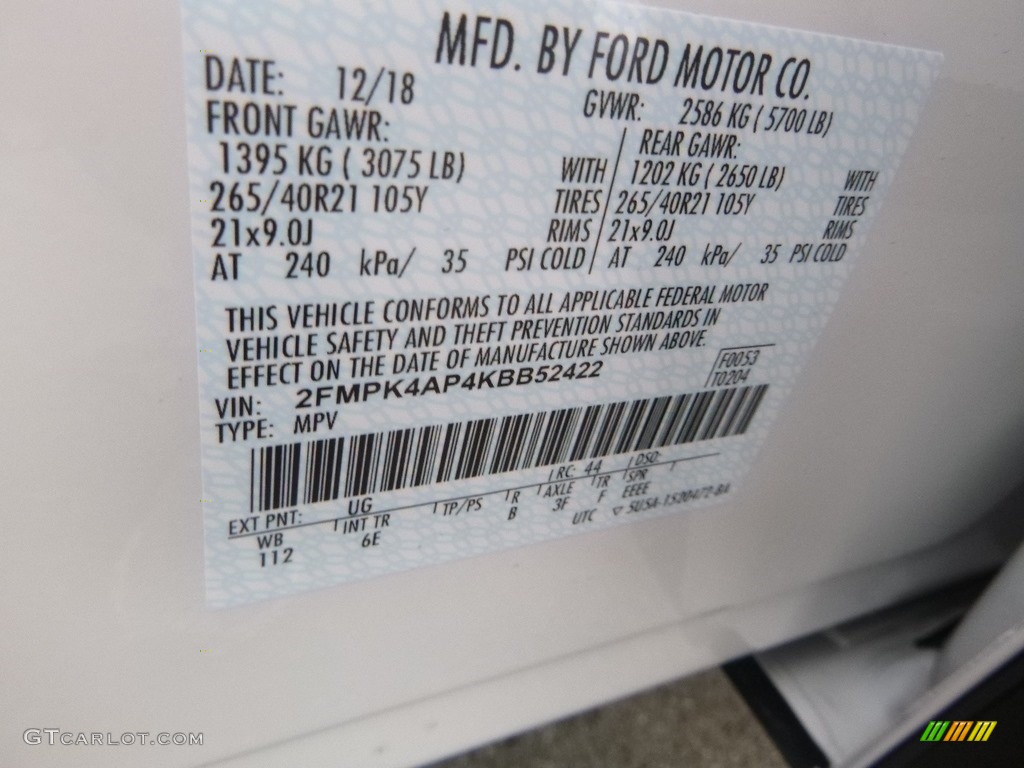 MFD. BY FORD MOTOR CO.
DATE: 12/18 GVWR: 2586 KG ( 5700 LB)
FRONT GAWR: REAR GAWR:
1395 KG ( 3075 LB) WITH 1202 KG ( 2650 LB) WITH
265/40R21 105Y TIRES 265/40R21 105Y TIRES
21x9.0J RIMS 21x9.0J RIMS
AT 240 kPa/ 35 PSI COLD AT 240 kPa/ 35 PSI COLD
THIS VEHICLE CONFORMS TO ALL APPLICABLE FEDERAL MOTOR
VEHICLE SAFETY AND THEFT PREVENTION STANDARDS IN
EFFECT ON THE DATE OF MANUFACTURE SHOWN ABOVE.
VIN: 2FMPK4AP4KBB52422 F0053
TYPE: MPV T0204
EXT PNT: UG RC: 44 DSO:
WB INT TR TP/PS R AXLE TR SPR
112 6E B 3F F EEEE
UTC ▽ 5U5A-1520472-BA
GTCARLOT.COM